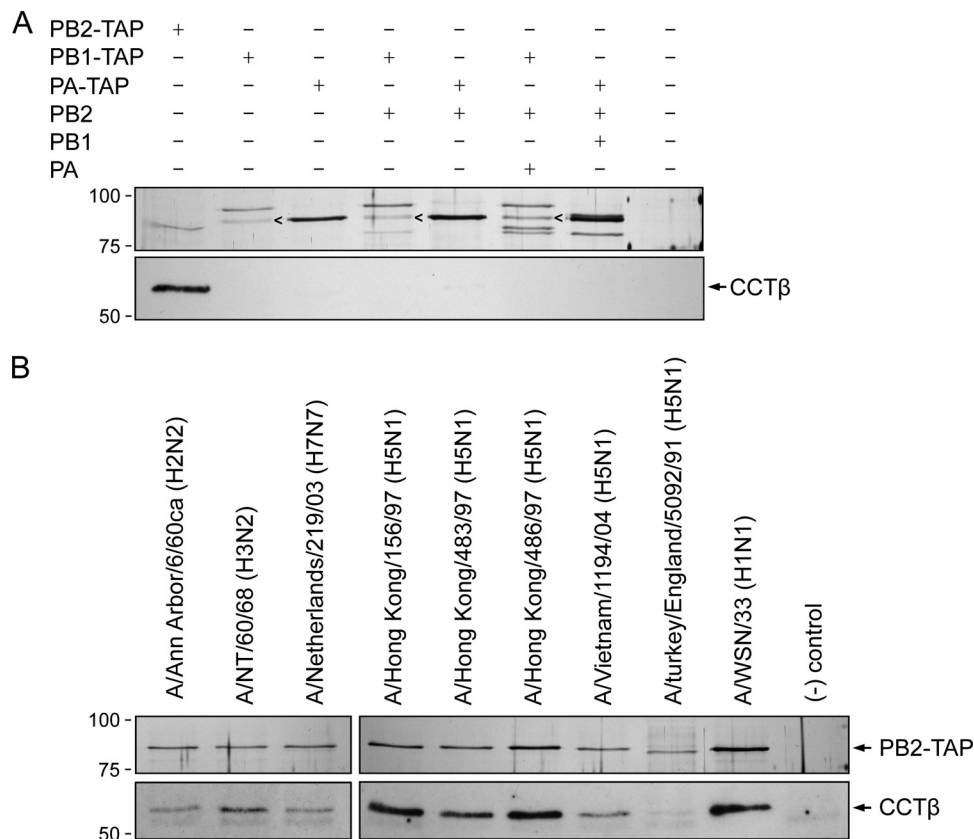 A
PB2-TAP + – – – – – – –
PB1-TAP – + – + – + – –
PA-TAP – – + – + – + –
PB2 – – – + + + + –
PB1 – – – – – – + –
PA – – – – – + – –
100 -
< < <
75 -
CCTβ
50 -
B
A/Ann Arbor/6/60ca (H2N2)
A/NT/60/68 (H3N2)
A/Netherlands/219/03 (H7N7)
A/Hong Kong/156/97 (H5N1)
A/Hong Kong/483/97 (H5N1)
A/Hong Kong/486/97 (H5N1)
A/Vietnam/1194/04 (H5N1)
A/turkey/England/5092/91 (H5N1)
A/WSN/33 (H1N1)
(-) control
100 -
PB2-TAP
75 -
CCTβ
50 -